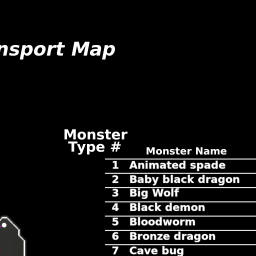 nsport Map
Monster
Type # Monster Name
1 Animated spade
2 Baby black dragon
3 Big Wolf
4 Black demon
5 Bloodworm
6 Bronze dragon
7 Cave bug